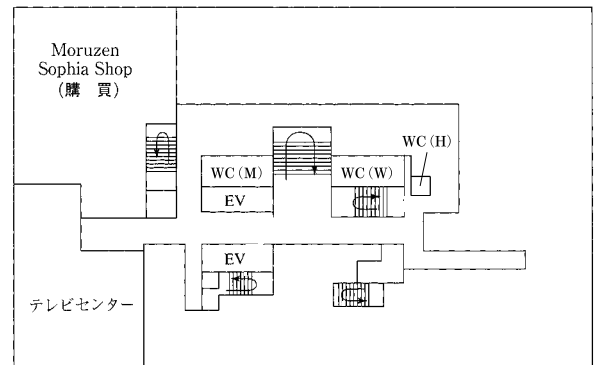 Moruzen
Sophia Shop
(購　買)
WC (H)
WC (M)
WC (W)
EV
EV
テレビセンター